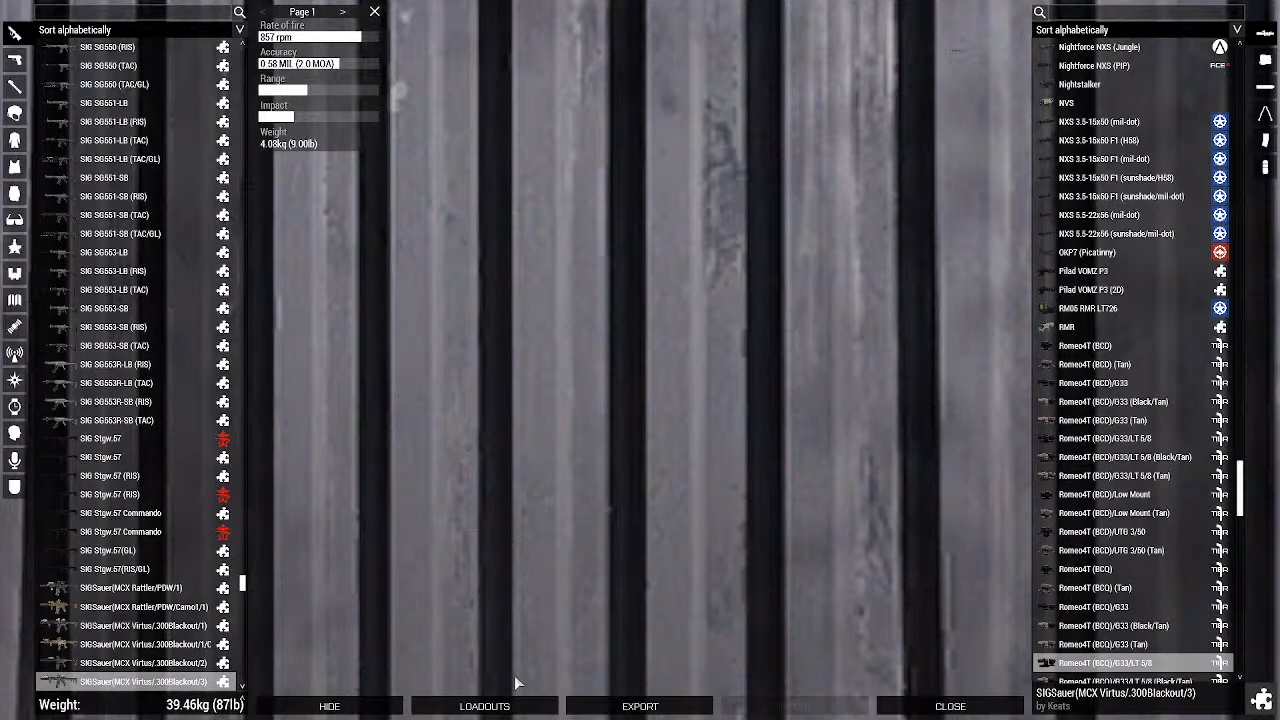 Sort alphabetically
SIG SG550 (RIS)
SIG SG550 (TAC)
SIG SG550 (TAC/GL)
SIG SG551-LB
SIG SG551-LB (RIS)
SIG SG551-LB (TAC)
SIG SG551-LB (TAC/GL)
SIG SG551-SB
SIG SG551-SB (RIS)
SIG SG551-SB (TAC)
SIG SG551-SB (TAC/GL)
SIG SG553-LB
SIG SG553-LB (RIS)
SIG SG553-LB (TAC)
SIG SG553-SB
SIG SG553-SB (RIS)
SIG SG553-SB (TAC)
SIG SG553R-LB (RIS)
SIG SG553R-LB (TAC)
SIG SG553R-SB (RIS)
SIG SG553R-SB (TAC)
SIG Stgw.57
SIG Stgw.57
SIG Stgw.57 (RIS)
SIG Stgw.57 (RIS)
SIG Stgw.57 Commando
SIG Stgw.57 Commando
SIG Stgw.57(GL)
SIG Stgw.57(RIS/GL)
SIGSauer(MCX Rattler/PDW/1)
SIGSauer(MCX Rattler/PDW/Camo1/1)
SIGSauer(MCX Virtus/.300Blackout/1)
SIGSauer(MCX Virtus/.300Blackout/1/C
SIGSauer(MCX Virtus/.300Blackout/2)
SIGSauer(MCX Virtus/.300Blackout/3)
Weight: 39.46kg (87lb)
< Page 1 >
Rate of fire
857 rpm
Accuracy
0.58 MIL (2.0 MOA)
Range
Impact
Weight
4.08kg (9.00lb)
HIDE
LOADOUTS
EXPORT
CLOSE
Sort alphabetically
Nightforce NXS (Jungle)
Nightforce NXS (PIP)
Nightstalker
NVS
NXS 3.5-15x50 (mil-dot)
NXS 3.5-15x50 F1 (H58)
NXS 3.5-15x50 F1 (mil-dot)
NXS 3.5-15x50 F1 (sunshade/H58)
NXS 3.5-15x50 F1 (sunshade/mil-dot)
NXS 5.5-22x56 (mil-dot)
NXS 5.5-22x56 (sunshade/mil-dot)
OKP7 (Picatinny)
Pilad VOMZ P3
Pilad VOMZ P3 (2D)
RM05 RMR LT726
RMR
Romeo4T (BCD)
Romeo4T (BCD) (Tan)
Romeo4T (BCD)/G33
Romeo4T (BCD)/G33 (Black/Tan)
Romeo4T (BCD)/G33 (Tan)
Romeo4T (BCD)/G33/LT 5/8
Romeo4T (BCD)/G33/LT 5/8 (Black/Tan)
Romeo4T (BCD)/G33/LT 5/8 (Tan)
Romeo4T (BCD)/Low Mount
Romeo4T (BCD)/Low Mount (Tan)
Romeo4T (BCD)/UTG 3/50
Romeo4T (BCD)/UTG 3/50 (Tan)
Romeo4T (BCQ)
Romeo4T (BCQ) (Tan)
Romeo4T (BCQ)/G33
Romeo4T (BCQ)/G33 (Black/Tan)
Romeo4T (BCQ)/G33 (Tan)
Romeo4T (BCQ)/G33/LT 5/8
Romeo4T (BCQ)/G33/LT 5/8 (Black/Tan)
SIGSauer(MCX Virtus/.300Blackout/3)
by Keats